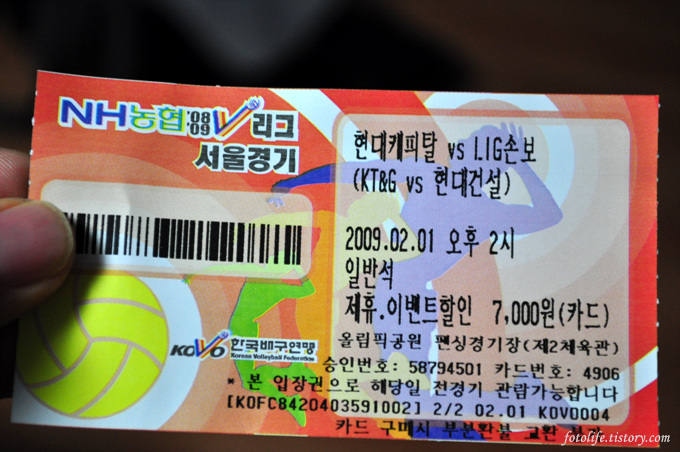 NH농협 '08 '09 V리그
서울경기
현대캐피탈 vs LIG손보
(KT&G vs 현대건설)
2009.02.01 오후 2시
일반석
제휴.이벤트할인 7,000원(카드)
올림픽공원 펜싱경기장(제2체육관)
KOVO 한국배구연맹
Korean Volleyball Federation
승인번호: 58794501 카드번호: 4906
* 본 입장권으로 해당일 전경기 관람가능합니다
[KOFC8420403591002] 2/2 02.01 KOVO004
카드 구매시 부분환불 교환 불가
fotolife.tistory.com